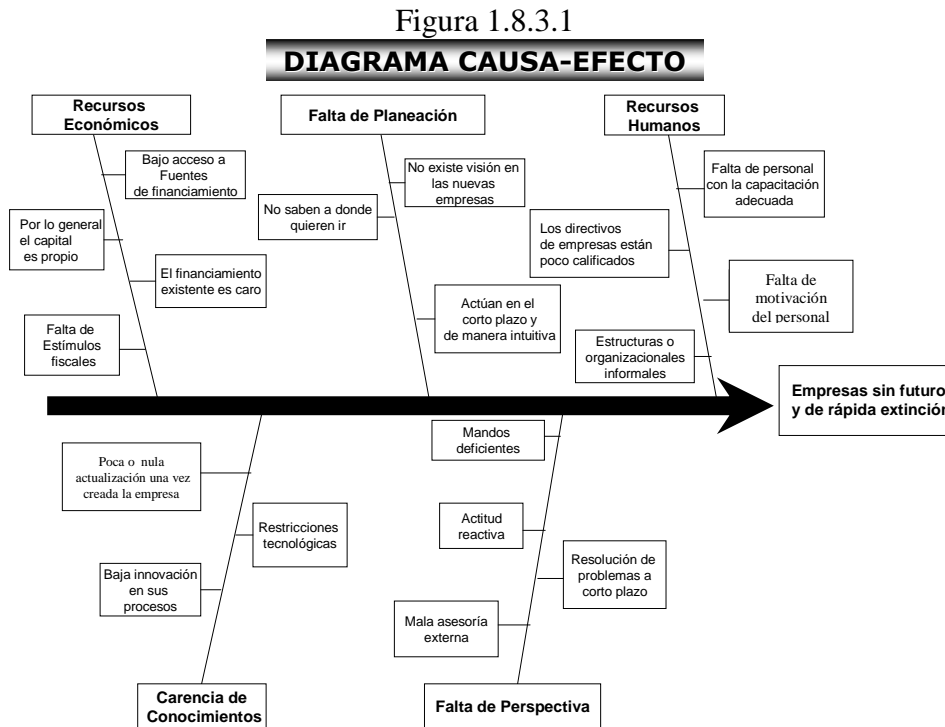 Figura 1.8.3.1
DIAGRAMA CAUSA-EFECTO
Recursos
Económicos
Falta de Planeación
Recursos
Humanos
Bajo acceso a
Fuentes
de financiamiento
Por lo general
el capital
es propio
El financiamiento
existente es caro
Falta de
Estímulos
fiscales
No existe visión en
las nuevas
empresas
No saben a donde
quieren ir
Actúan en el
corto plazo y
de manera intuitiva
Falta de personal
con la capacitación
adecuada
Los directivos
de empresas están
poco calificados
Falta de
motivación
del personal
Estructuras o
organizacionales
informales
Empresas sin futuro
y de rápida extinción
Poca o nula
actualización una vez
creada la empresa
Restricciones
tecnológicas
Baja innovación
en sus
procesos
Mandos
deficientes
Actitud
reactiva
Resolución de
problemas a
corto plazo
Mala asesoría
externa
Carencia de
Conocimientos
Falta de Perspectiva